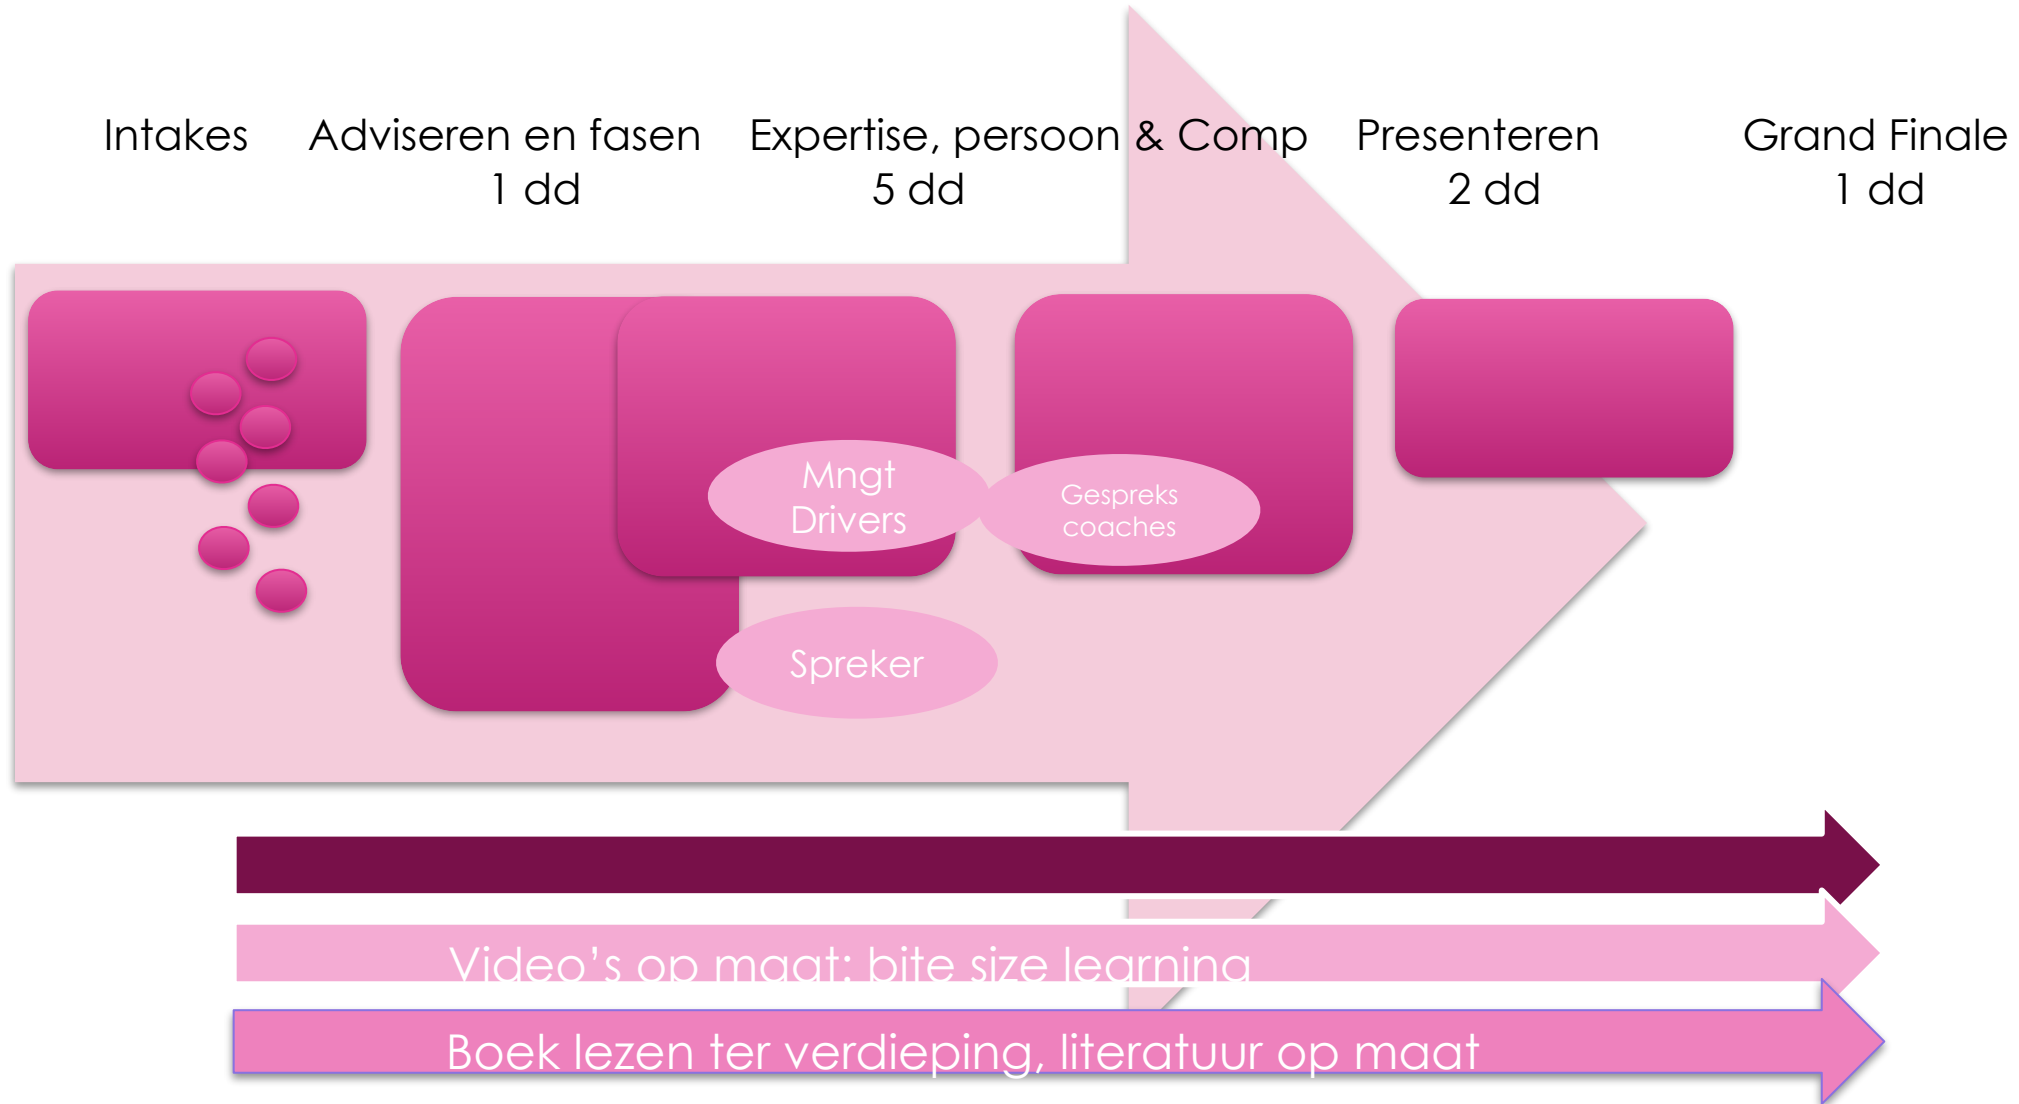 Intakes
Adviseren en fasen
1 dd
Expertise, persoon & Comp
5 dd
Presenteren
2 dd
Grand Finale
1 dd
Mngt
Drivers
Gespreks
coaches
Spreker
Video’s op maat: bite size learning
Boek lezen ter verdieping, literatuur op maat